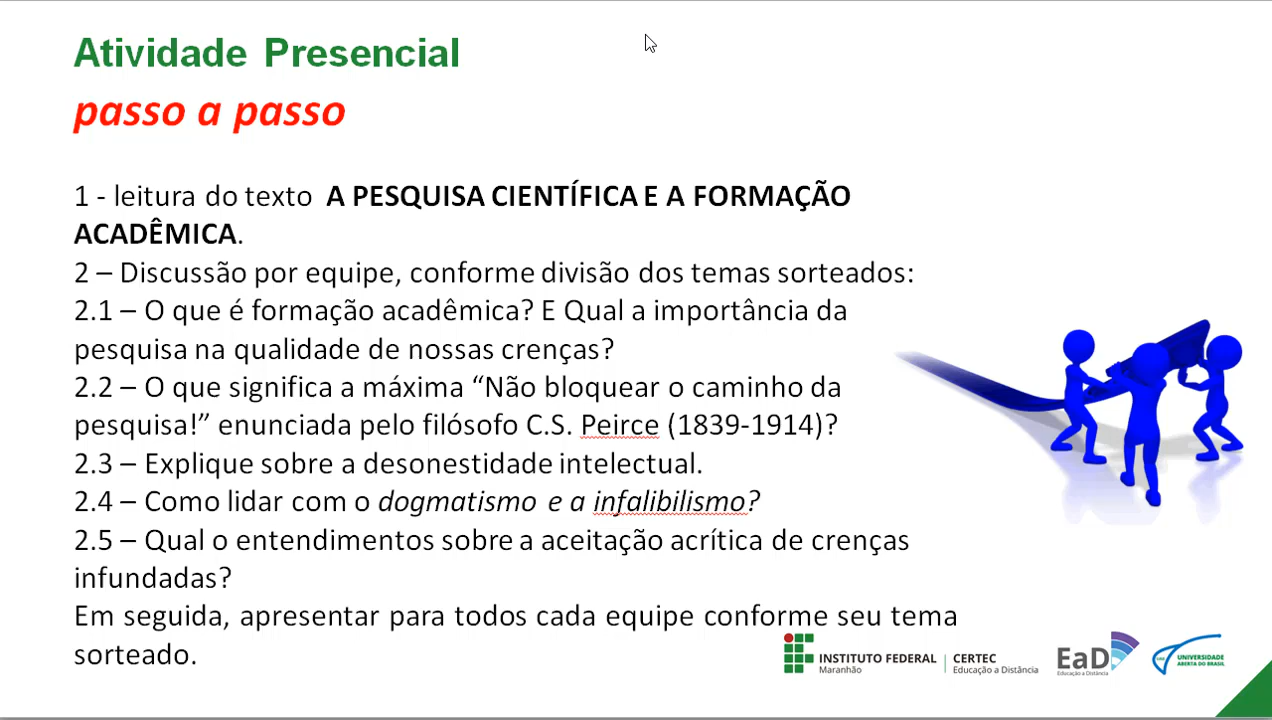 Atividade Presencial
passo a passo
1 - leitura do texto A PESQUISA CIENTÍFICA E A FORMAÇÃO
ACADÊMICA.
2 – Discussão por equipe, conforme divisão dos temas sorteados:
2.1 – O que é formação acadêmica? E Qual a importância da
pesquisa na qualidade de nossas crenças?
2.2 – O que significa a máxima “Não bloquear o caminho da
pesquisa!” enunciada pelo filósofo C.S. Peirce (1839-1914)?
2.3 – Explique sobre a desonestidade intelectual.
2.4 – Como lidar com o dogmatismo e a infalibilismo?
2.5 – Qual o entendimentos sobre a aceitação acrítica de crenças
infundadas?
Em seguida, apresentar para todos cada equipe conforme seu tema
sorteado.
INSTITUTO FEDERAL
Maranhão
CERTEC
Educação a Distância
EaD
Educação a Distância
UNIVERSIDADE
ABERTA DO BRASIL